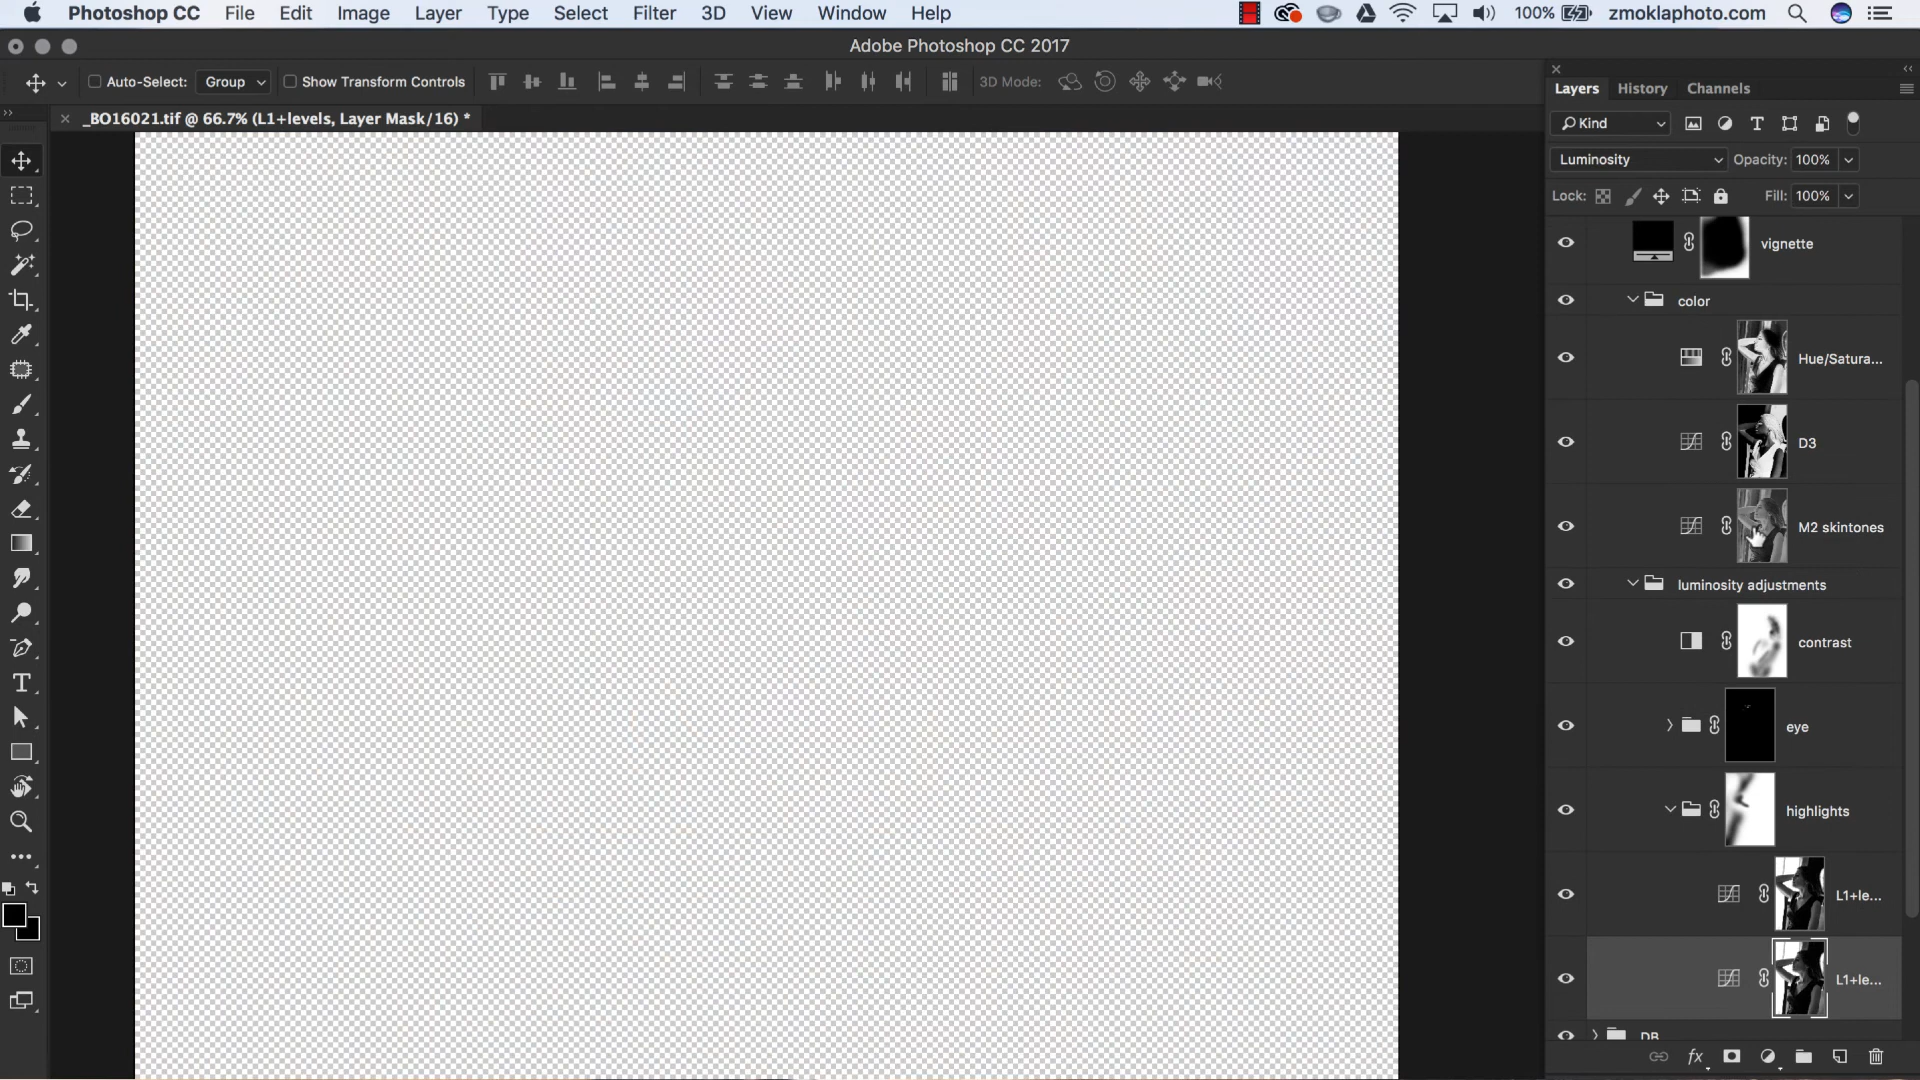 Photoshop CC File Edit Image Layer Type Select Filter 3D View Window Help 100% zmoklaphoto.com
Adobe Photoshop CC 2017
Auto-Select: Group Show Transform Controls 3D Mode:
_BO16021.tif @ 66.7% (L1+levels, Layer Mask/16) *
Layers History Channels
Kind
Luminosity Opacity: 100%
Lock: Fill: 100%
vignette
color
Hue/Satura...
D3
M2 skintones
luminosity adjustments
contrast
eye
highlights
L1+le...
L1+le...
DB